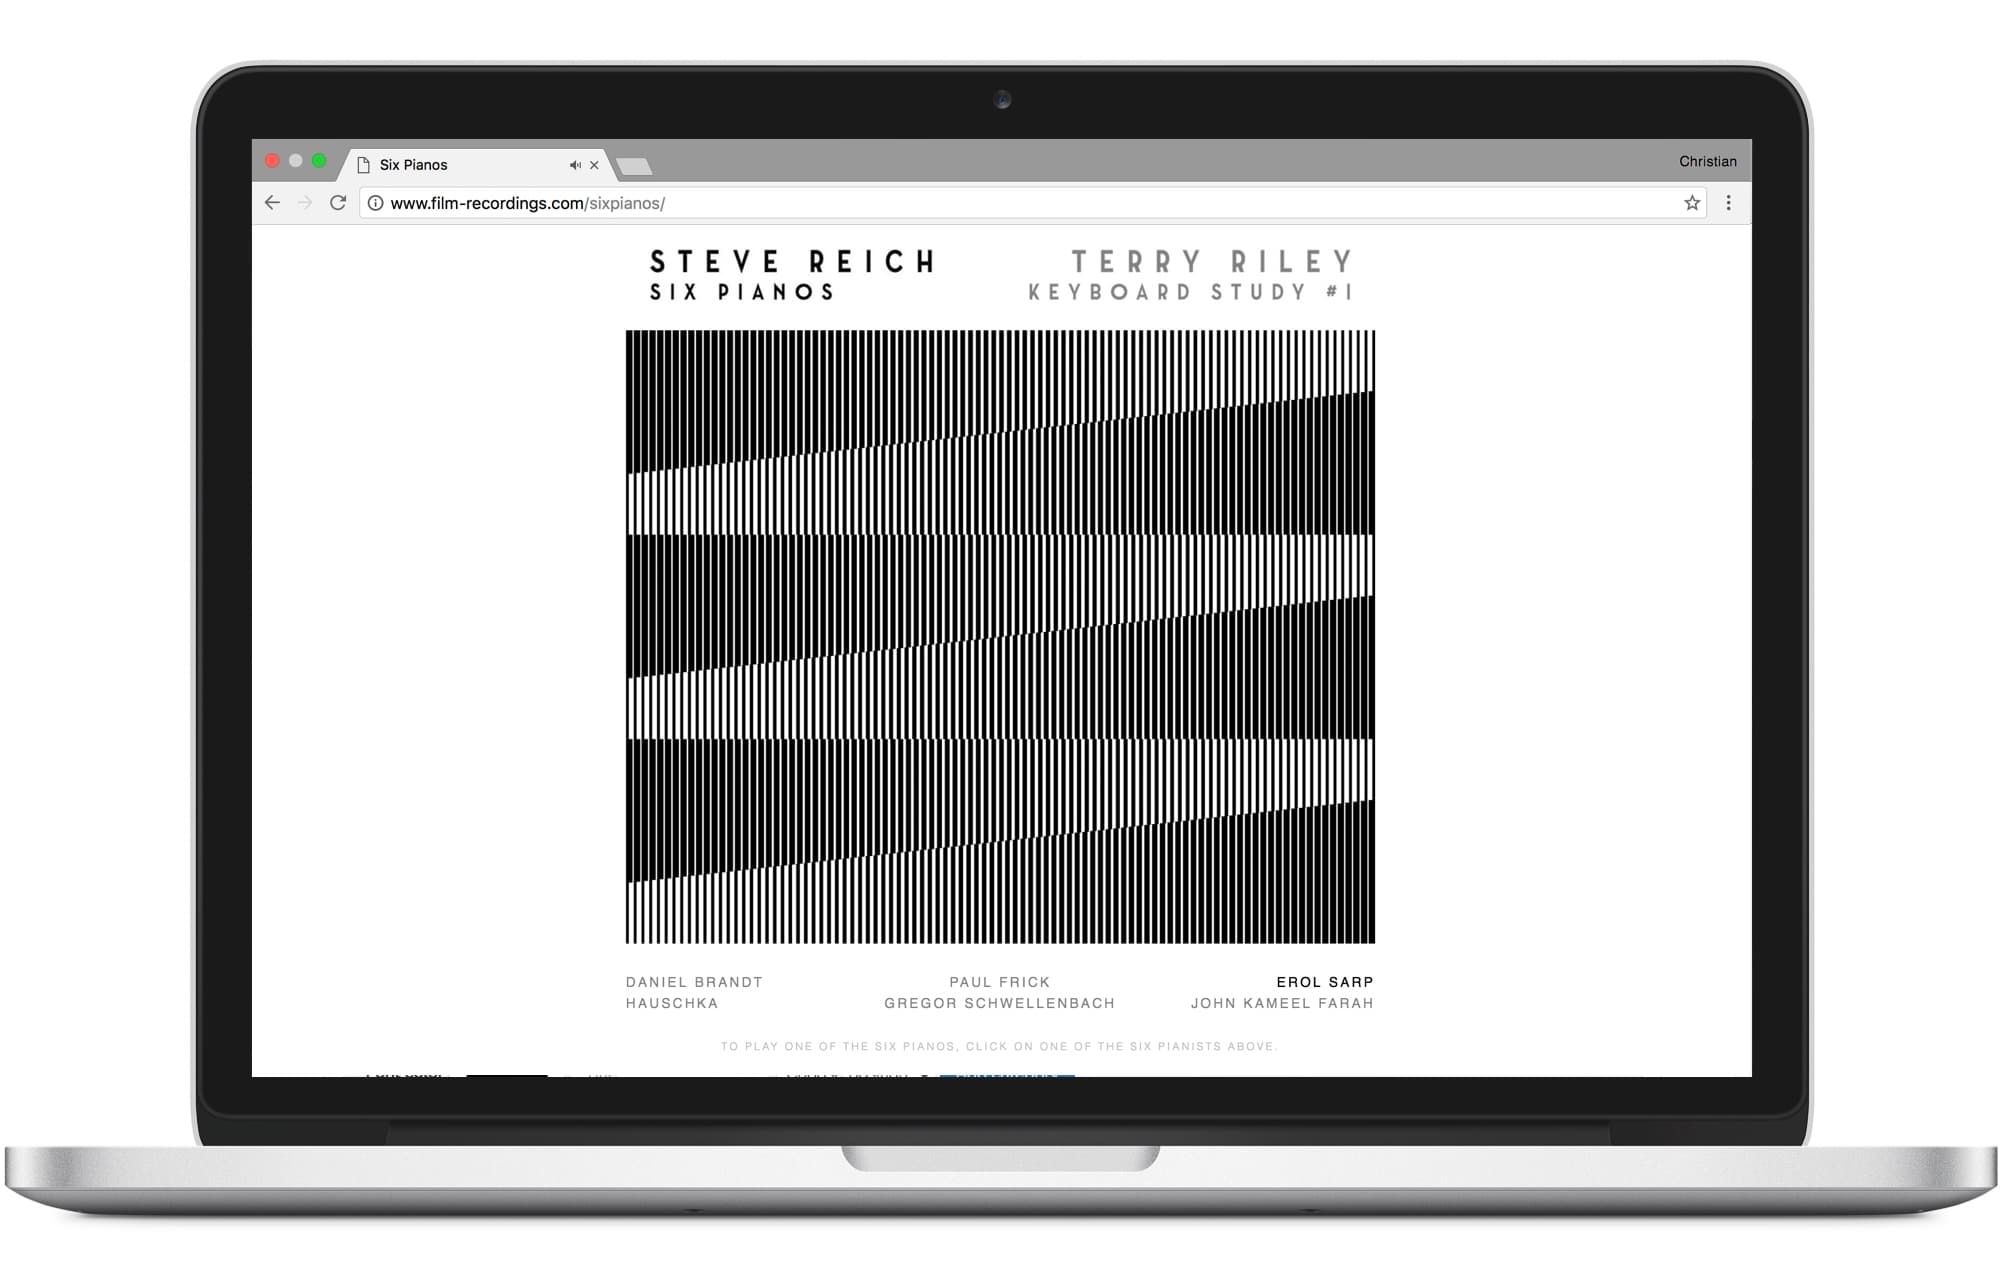 Six Pianos
Christian
www.film-recordings.com/sixpianos/
STEVE REICH
SIX PIANOS
TERRY RILEY
KEYBOARD STUDY #1
DANIEL BRANDT
HAUSCHKA
PAUL FRICK
GREGOR SCHWELLENBACH
EROL SARP
JOHN KAMEEL FARAH
TO PLAY ONE OF THE SIX PIANOS, CLICK ON ONE OF THE SIX PIANISTS ABOVE.